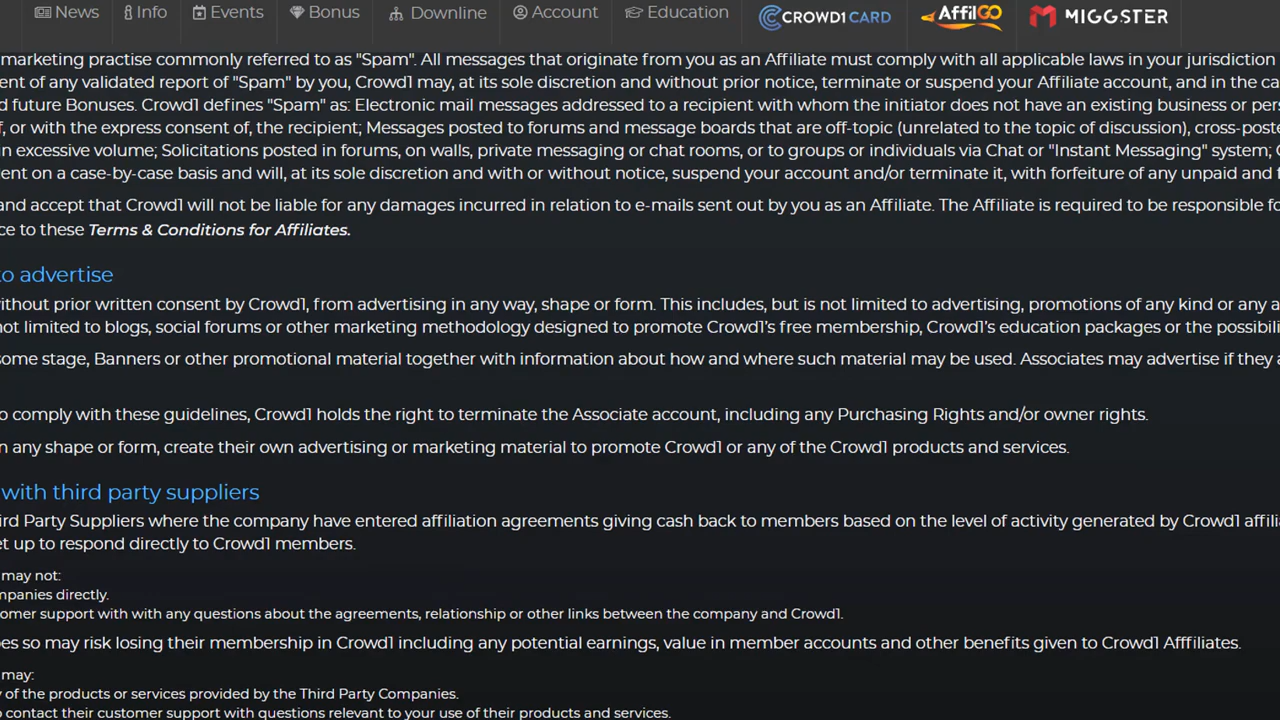 News Info Events Bonus Downline Account Education CROWD1CARD AffilGO MIGGSTER
marketing practise commonly referred to as "Spam". All messages that originate from you as an Affiliate must comply with all applicable laws in your jurisdiction
ent of any validated report of "Spam" by you, Crowd1 may, at its sole discretion and without prior notice, terminate or suspend your Affiliate account, and in the ca
d future Bonuses. Crowd1 defines "Spam" as: Electronic mail messages addressed to a recipient with whom the initiator does not have an existing business or pers
f, or with the express consent of, the recipient; Messages posted to forums and message boards that are off-topic (unrelated to the topic of discussion), cross-poste
in excessive volume; Solicitations posted in forums, on walls, private messaging or chat rooms, or to groups or individuals via Chat or "Instant Messaging" system; C
ent on a case-by-case basis and will, at its sole discretion and with or without notice, suspend your account and/or terminate it, with forfeiture of any unpaid and f
and accept that Crowd1 will not be liable for any damages incurred in relation to e-mails sent out by you as an Affiliate. The Affiliate is required to be responsible fo
ce to these Terms & Conditions for Affiliates.
to advertise
ithout prior written consent by Crowd1, from advertising in any way, shape or form. This includes, but is not limited to advertising, promotions of any kind or any a
not limited to blogs, social forums or other marketing methodology designed to promote Crowd1's free membership, Crowd1's education packages or the possibili
some stage, Banners or other promotional material together with information about how and where such material may be used. Associates may advertise if they a
o comply with these guidelines, Crowd1 holds the right to terminate the Associate account, including any Purchasing Rights and/or owner rights.
n any shape or form, create their own advertising or marketing material to promote Crowd1 or any of the Crowd1 products and services.
with third party suppliers
ird Party Suppliers where the company have entered affiliation agreements giving cash back to members based on the level of activity generated by Crowd1 affili
et up to respond directly to Crowd1 members.
may not:
mpanies directly.
omer support with with any questions about the agreements, relationship or other links between the company and Crowd1.
oes so may risk losing their membership in Crowd1 including any potential earnings, value in member accounts and other benefits given to Crowd1 Afffiliates.
may:
y of the products or services provided by the Third Party Companies.
o contact their customer support with questions relevant to your use of their products and services.